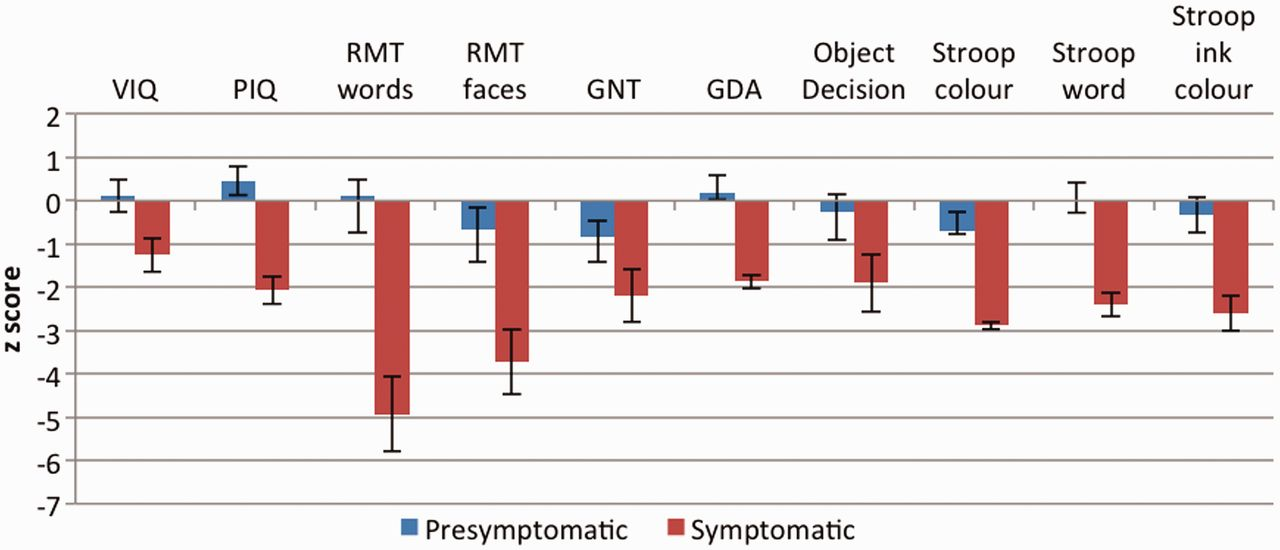 VIQ
PIQ
RMT
words
RMT
faces
GNT
GDA
Object
Decision
Stroop
colour
Stroop
word
Stroop
ink
colour
2
1
0
-1
-2
-3
-4
-5
-6
-7
z score
Presymptomatic
Symptomatic